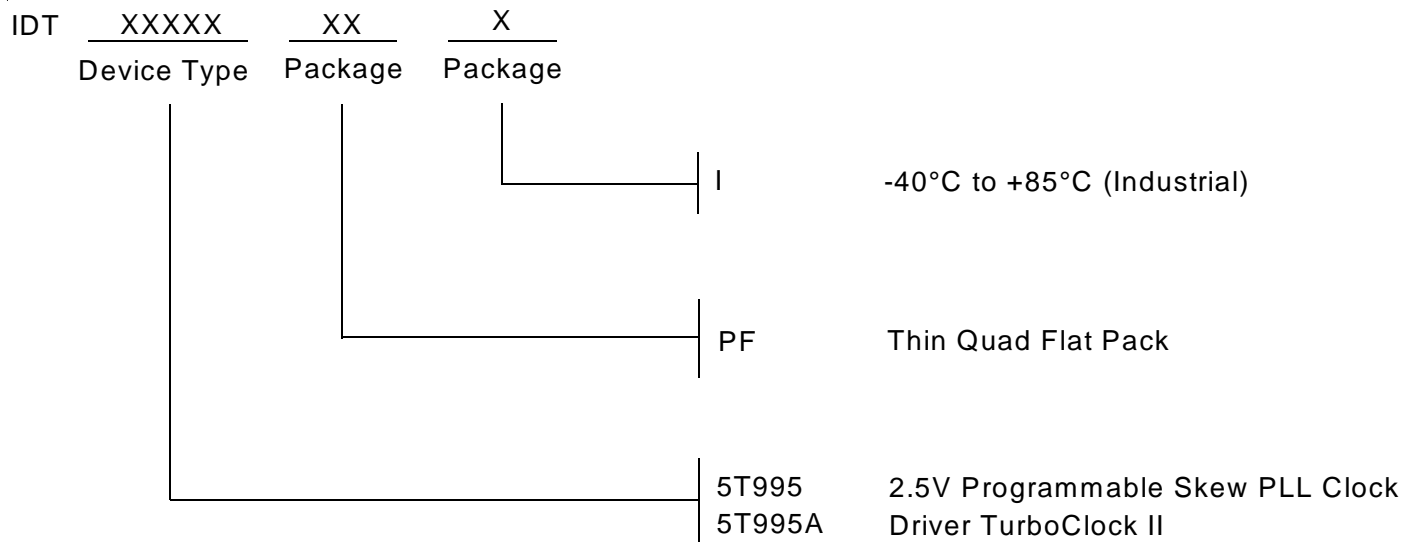 IDT XXXXX XX X
Device Type Package Package
I -40°C to +85°C (Industrial)
PF Thin Quad Flat Pack
5T995 2.5V Programmable Skew PLL Clock
5T995A Driver TurboClock II